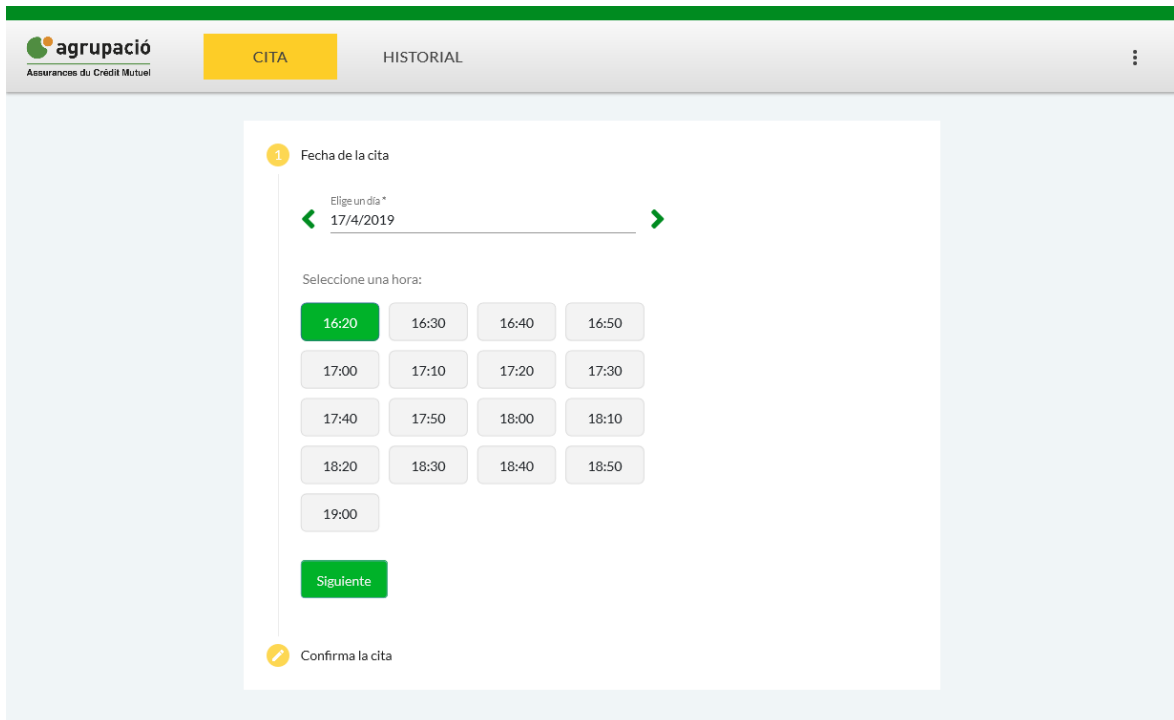 agrupació
Assurances du Crédit Mutuel
CITA
HISTORIAL
1 Fecha de la cita
Elige un día *
17/4/2019
Seleccione una hora:
16:20 16:30 16:40 16:50
17:00 17:10 17:20 17:30
17:40 17:50 18:00 18:10
18:20 18:30 18:40 18:50
19:00
Siguiente
Confirma la cita